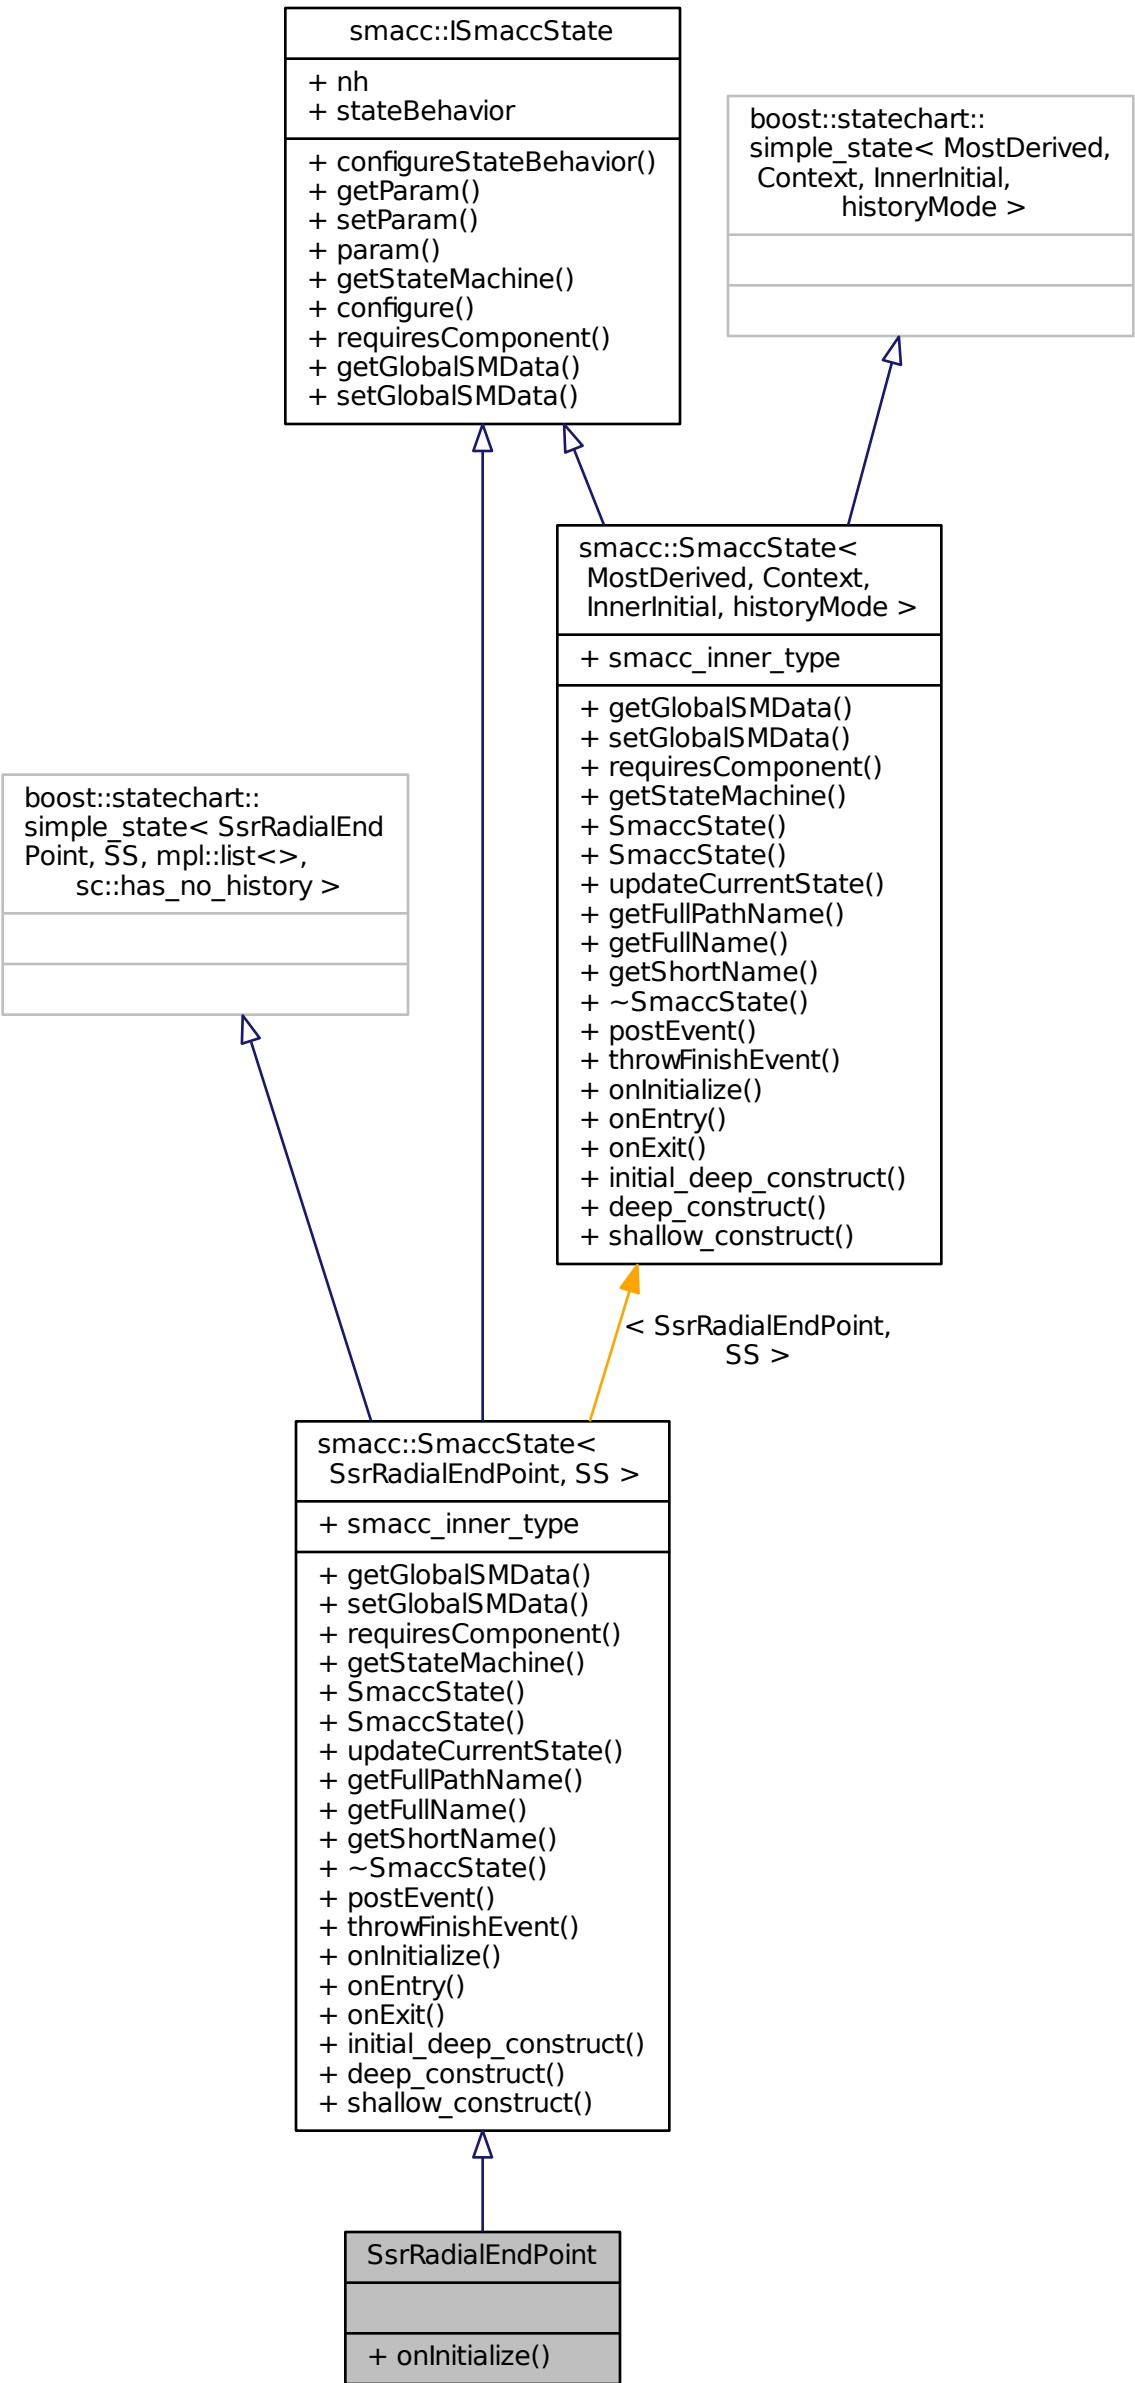 smacc::ISmaccState
+ nh
+ stateBehavior
+ configureStateBehavior()
+ getParam()
+ setParam()
+ param()
+ getStateMachine()
+ configure()
+ requiresComponent()
+ getGlobalSMData()
+ setGlobalSMData()
boost::statechart::
simple_state< MostDerived,
Context, InnerInitial,
historyMode >
smacc::SmaccState<
MostDerived, Context,
InnerInitial, historyMode >
+ smacc_inner_type
+ getGlobalSMData()
+ setGlobalSMData()
+ requiresComponent()
+ getStateMachine()
+ SmaccState()
+ SmaccState()
+ updateCurrentState()
+ getFullPathName()
+ getFullName()
+ getShortName()
+ ~SmaccState()
+ postEvent()
+ throwFinishEvent()
+ onInitialize()
+ onEntry()
+ onExit()
+ initial_deep_construct()
+ deep_construct()
+ shallow_construct()
boost::statechart::
simple_state< SsrRadialEnd
Point, SS, mpl::list<>,
sc::has_no_history >
< SsrRadialEndPoint,
SS >
smacc::SmaccState<
SsrRadialEndPoint, SS >
+ smacc_inner_type
+ getGlobalSMData()
+ setGlobalSMData()
+ requiresComponent()
+ getStateMachine()
+ SmaccState()
+ SmaccState()
+ updateCurrentState()
+ getFullPathName()
+ getFullName()
+ getShortName()
+ ~SmaccState()
+ postEvent()
+ throwFinishEvent()
+ onInitialize()
+ onEntry()
+ onExit()
+ initial_deep_construct()
+ deep_construct()
+ shallow_construct()
SsrRadialEndPoint
+ onInitialize()